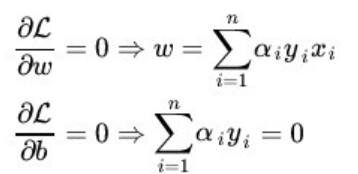 ∂ℒ/∂w = 0 ⇒ w = ∑_{i=1}^{n} α_i y_i x_i
∂ℒ/∂b = 0 ⇒ ∑_{i=1}^{n} α_i y_i = 0